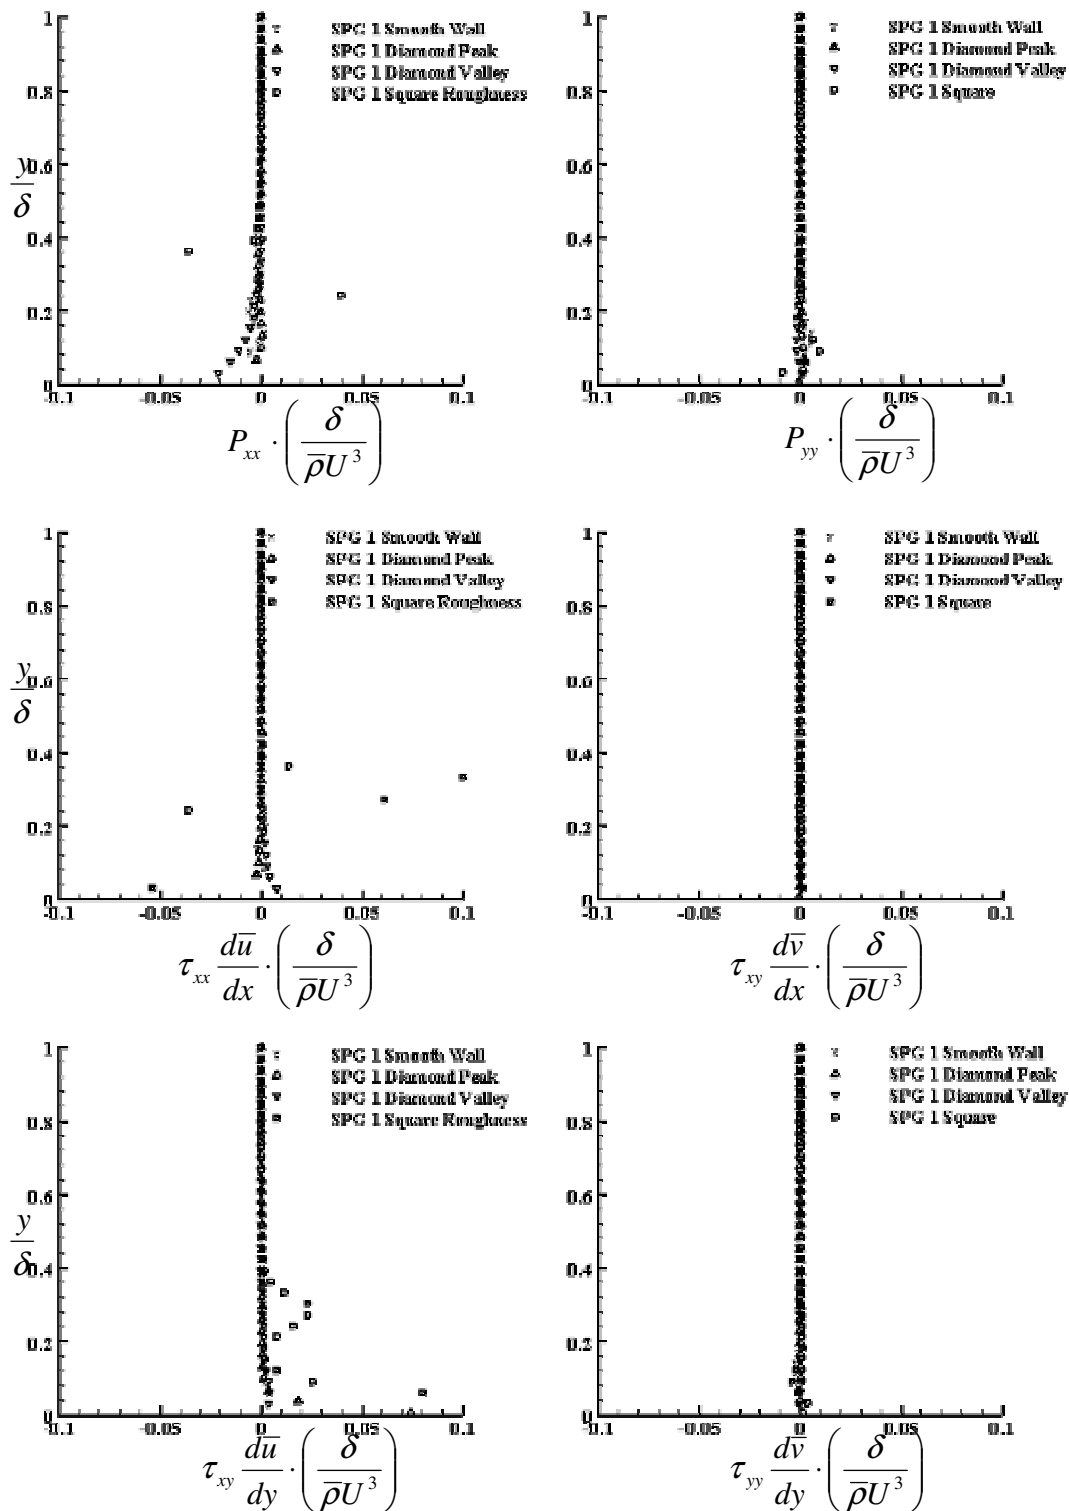 1
SPG 1 Smooth Wall
SPG 1 Diamond Peak
SPG 1 Diamond Valley
SPG 1 Square Roughness
0.8
y/δ
0.6
0.4
0.2
0
-0.1 -0.05 0 0.05 0.1
P_xx · (δ / ρ̅U³)
1
SPG 1 Smooth Wall
SPG 1 Diamond Peak
SPG 1 Diamond Valley
SPG 1 Square
0.8
0.6
0.4
0.2
0
-0.1 -0.05 0 0.05 0.1
P_yy · (δ / ρ̅U³)
1
SPG 1 Smooth Wall
SPG 1 Diamond Peak
SPG 1 Diamond Valley
SPG 1 Square Roughness
0.8
y/δ
0.6
0.4
0.2
0
-0.1 -0.05 0 0.05 0.1
τ_xx du̅/dx · (δ / ρ̅U³)
1
SPG 1 Smooth Wall
SPG 1 Diamond Peak
SPG 1 Diamond Valley
SPG 1 Square
0.8
0.6
0.4
0.2
0
-0.1 -0.05 0 0.05 0.1
τ_xy dv̅/dx · (δ / ρ̅U³)
1
SPG 1 Smooth Wall
SPG 1 Diamond Peak
SPG 1 Diamond Valley
SPG 1 Square Roughness
0.8
0.6
y/δ
0.4
0.2
0
-0.1 -0.05 0 0.05 0.1
τ_xy du̅/dy · (δ / ρ̅U³)
1
SPG 1 Smooth Wall
SPG 1 Diamond Peak
SPG 1 Diamond Valley
SPG 1 Square
0.8
0.6
0.4
0.2
0
-0.1 -0.05 0 0.05 0.1
τ_yy dv̅/dy · (δ / ρ̅U³)